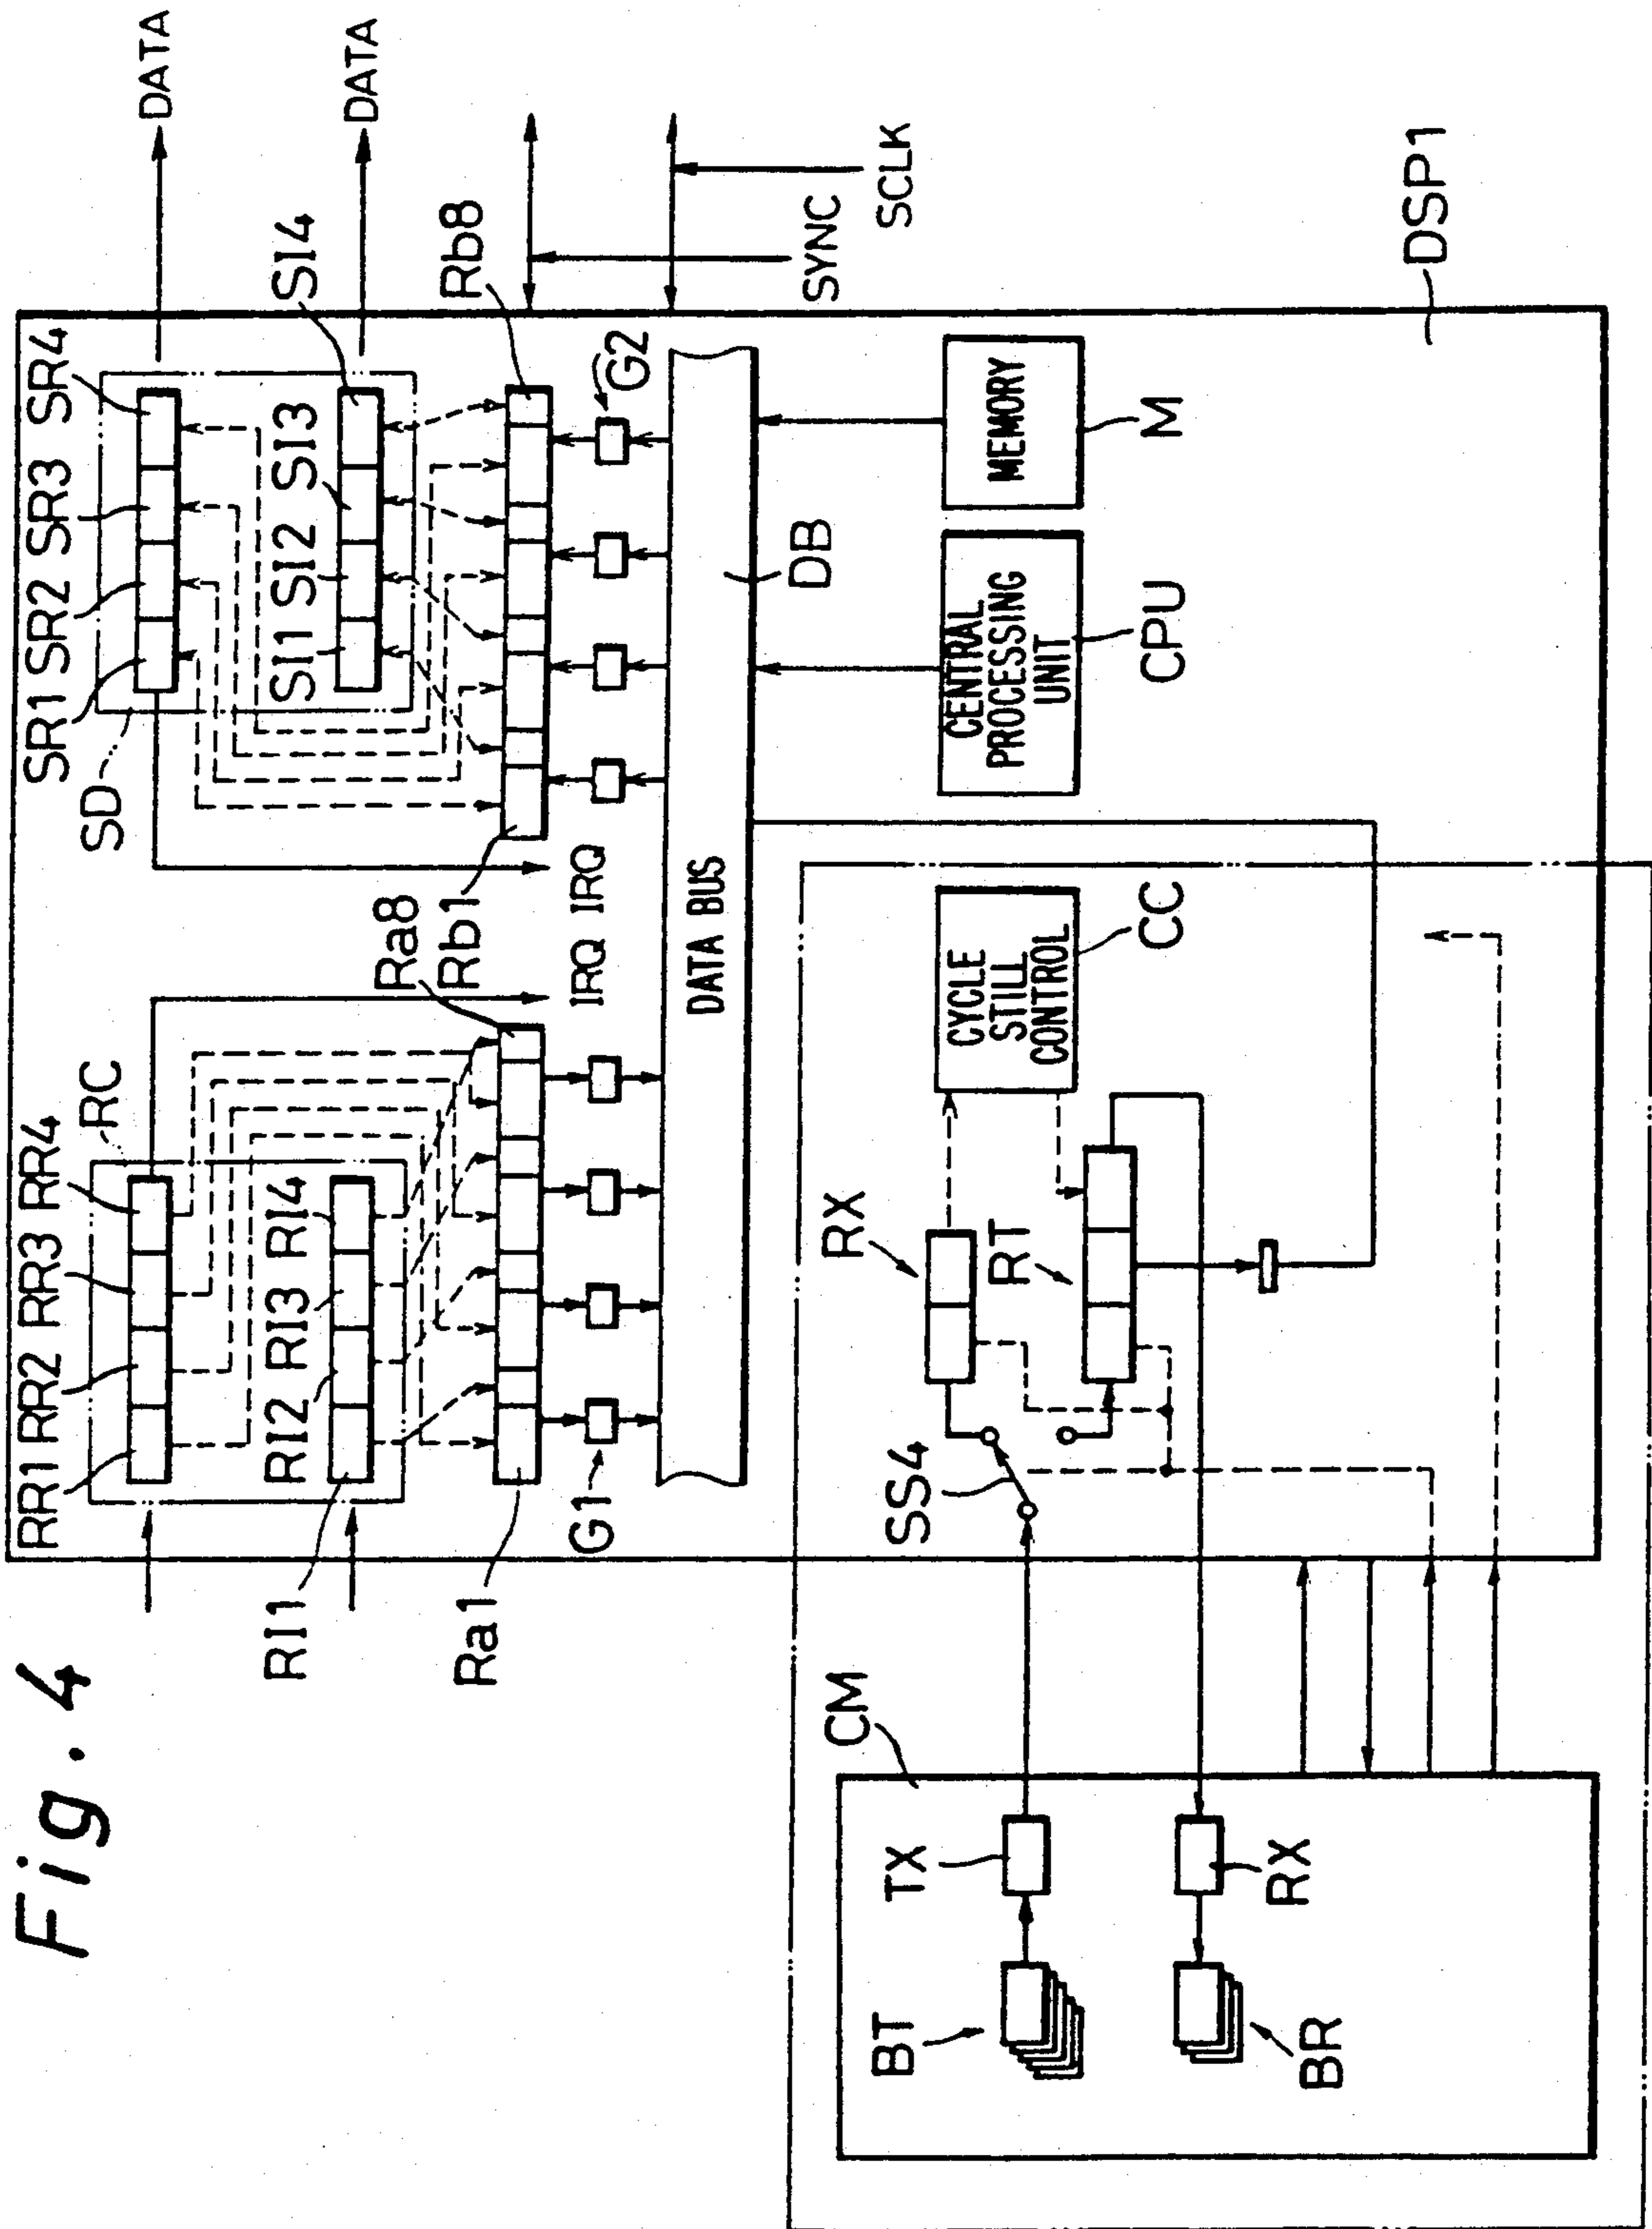 Fig. 4
RR1 RR2 RR3 RR4
RC
RI1
RI2 RI3 RI4
Ra1
Ra8
G1
IRQ IRQ
SR1 SR2 SR3 SR4
SD
SI1 SI2 SI3
SI4
Rb1
Rb8
G2
DATA
DATA
SYNC
SCLK
DATA BUS
DB
CENTRAL
PROCESSING
UNIT
CPU
MEMORY
M
DSP1
CYCLE
STILL
CONTROL
CC
RX
RT
SS4
CM
TX
RX
BT
BR